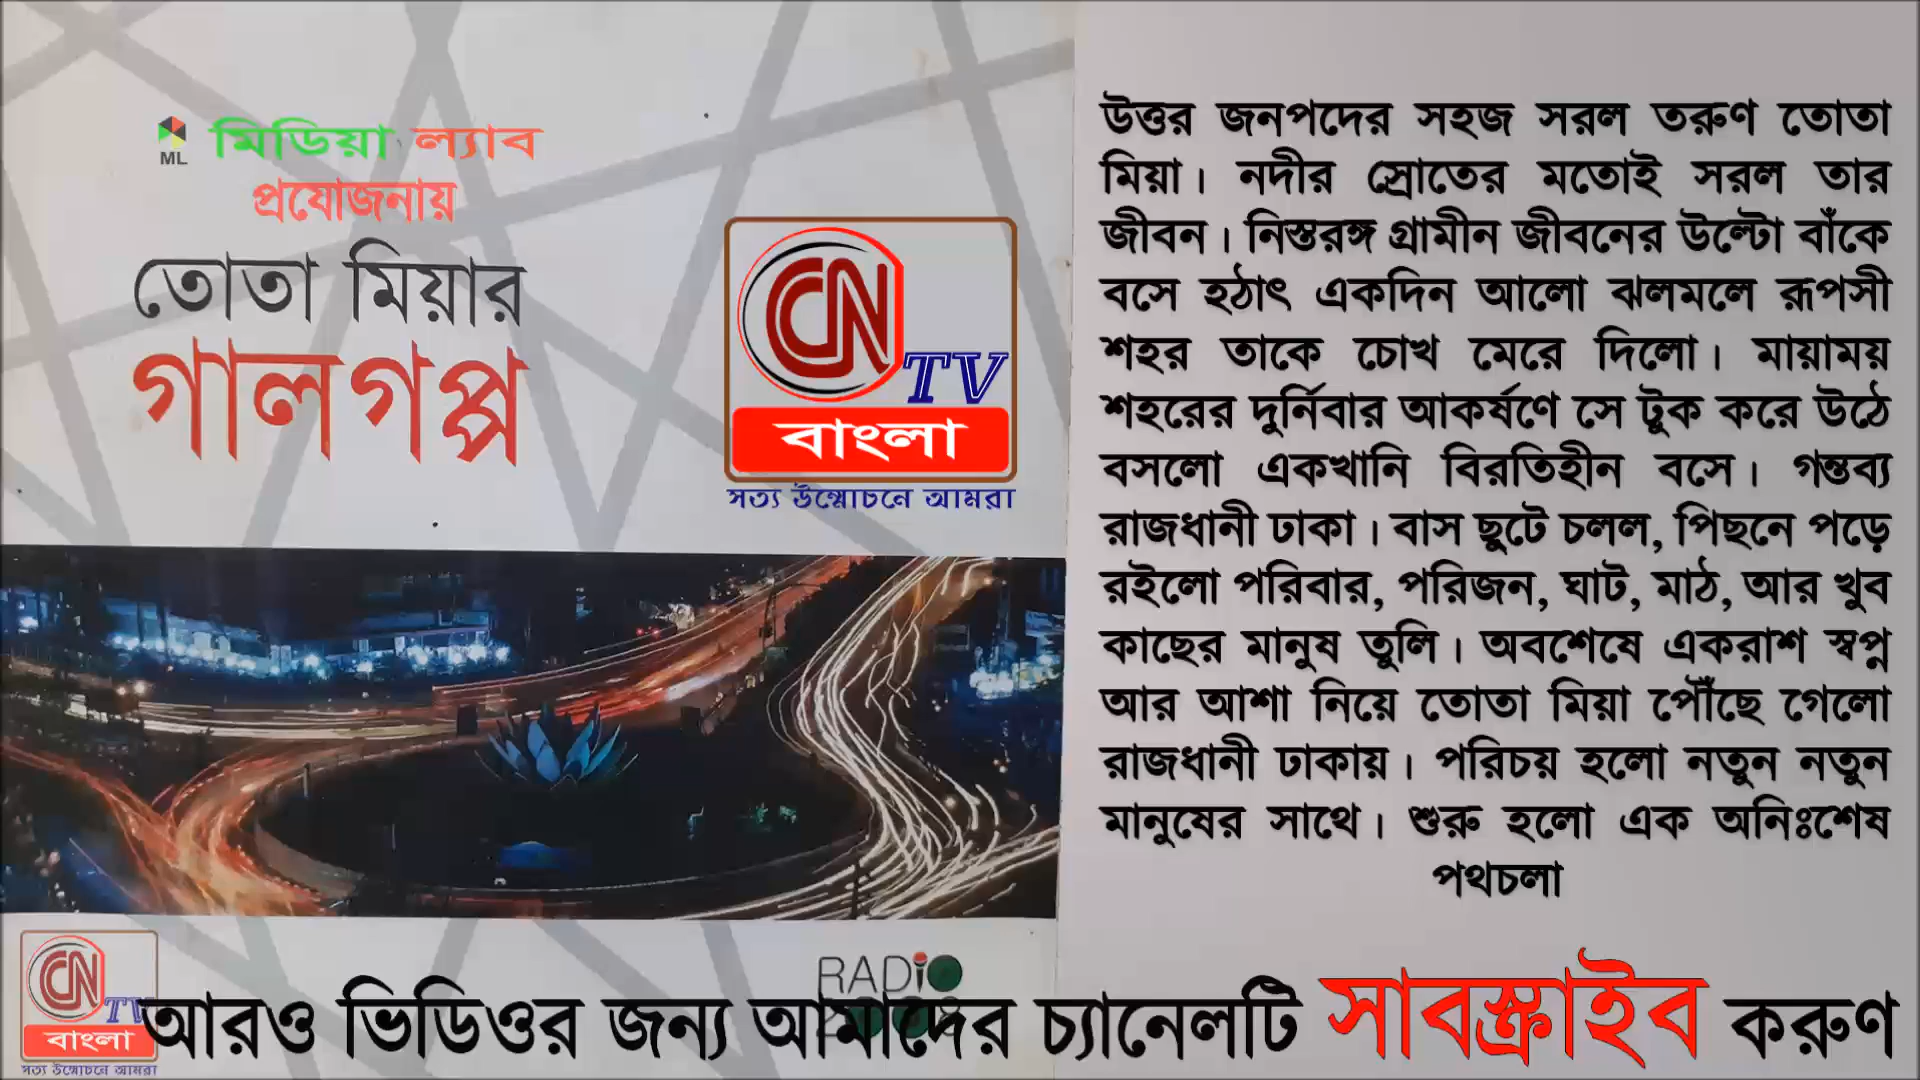 ML
মিডিয়া ল্যাব
প্রযোজনায়
তোতা মিয়ার
গালগপ্প
CN
TV
বাংলা
সত্য উন্মোচনে আমরা
উত্তর জনপদের সহজ সরল তরুণ তোতা
মিয়া। নদীর স্রোতের মতোই সরল তার
জীবন। নিস্তরঙ্গ গ্রামীন জীবনের উল্টো বাঁকে
বসে হঠাৎ একদিন আলো ঝলমলে রূপসী
শহর তাকে চোখ মেরে দিলো। মায়াময়
শহরের দুর্নিবার আকর্ষণে সে টুক করে উঠে
বসলো একখানি বিরতিহীন বসে। গন্তব্য
রাজধানী ঢাকা। বাস ছুটে চলল, পিছনে পড়ে
রইলো পরিবার, পরিজন, ঘাট, মাঠ, আর খুব
কাছের মানুষ তুলি। অবশেষে একরাশ স্বপ্ন
আর আশা নিয়ে তোতা মিয়া পৌঁছে গেলো
রাজধানী ঢাকায়। পরিচয় হলো নতুন নতুন
মানুষের সাথে। শুরু হলো এক অনিঃশেষ
পথচলা
RADIO
CN
TV
বাংলা
সত্য উন্মোচনে আমরা
আরও ভিডিওর জন্য আমাদের চ্যানেলটি সাবস্ক্রাইব করুণ